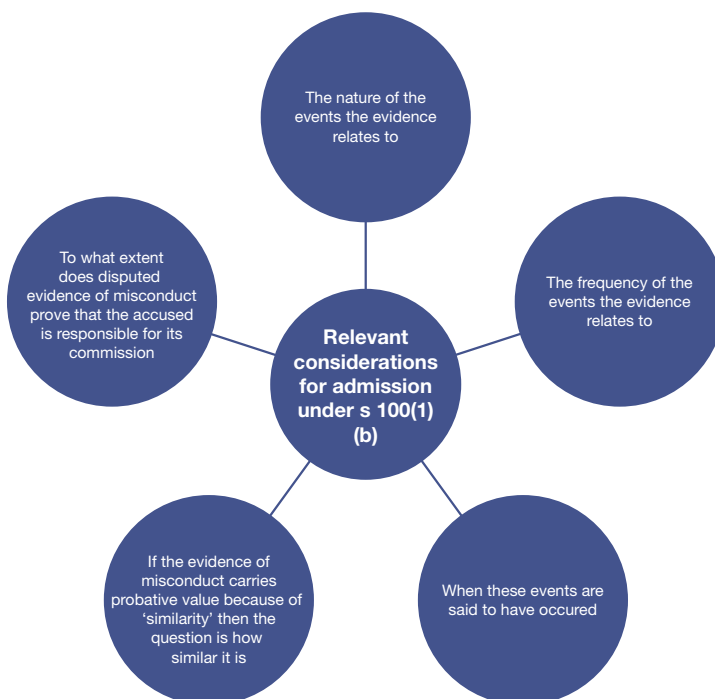 The nature of the
events the evidence
relates to
To what extent
does disputed
evidence of misconduct
prove that the accused
is responsible for its
commission
The frequency of the
events the evidence
relates to
Relevant
considerations
for admission
under s 100(1)
(b)
If the evidence of
misconduct carries
probative value because of
‘similarity’ then the
question is how
similar it is
When these events are
said to have occured